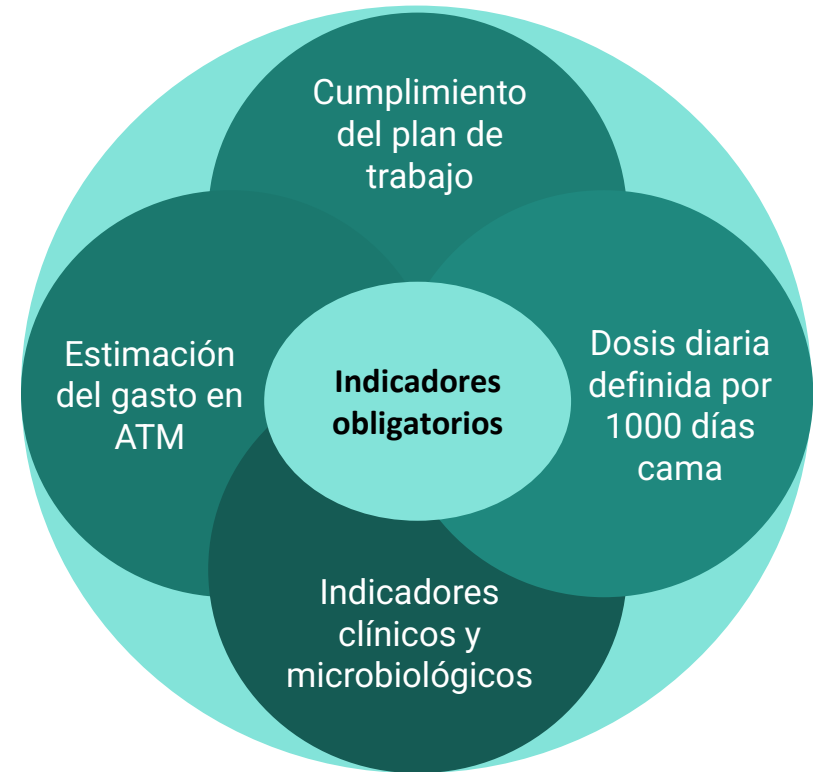 Cumplimiento
del plan de
trabajo
Estimación
del gasto en
ATM
Indicadores
obligatorios
Dosis diaria
definida por
1000 días
cama
Indicadores
clínicos y
microbiológicos